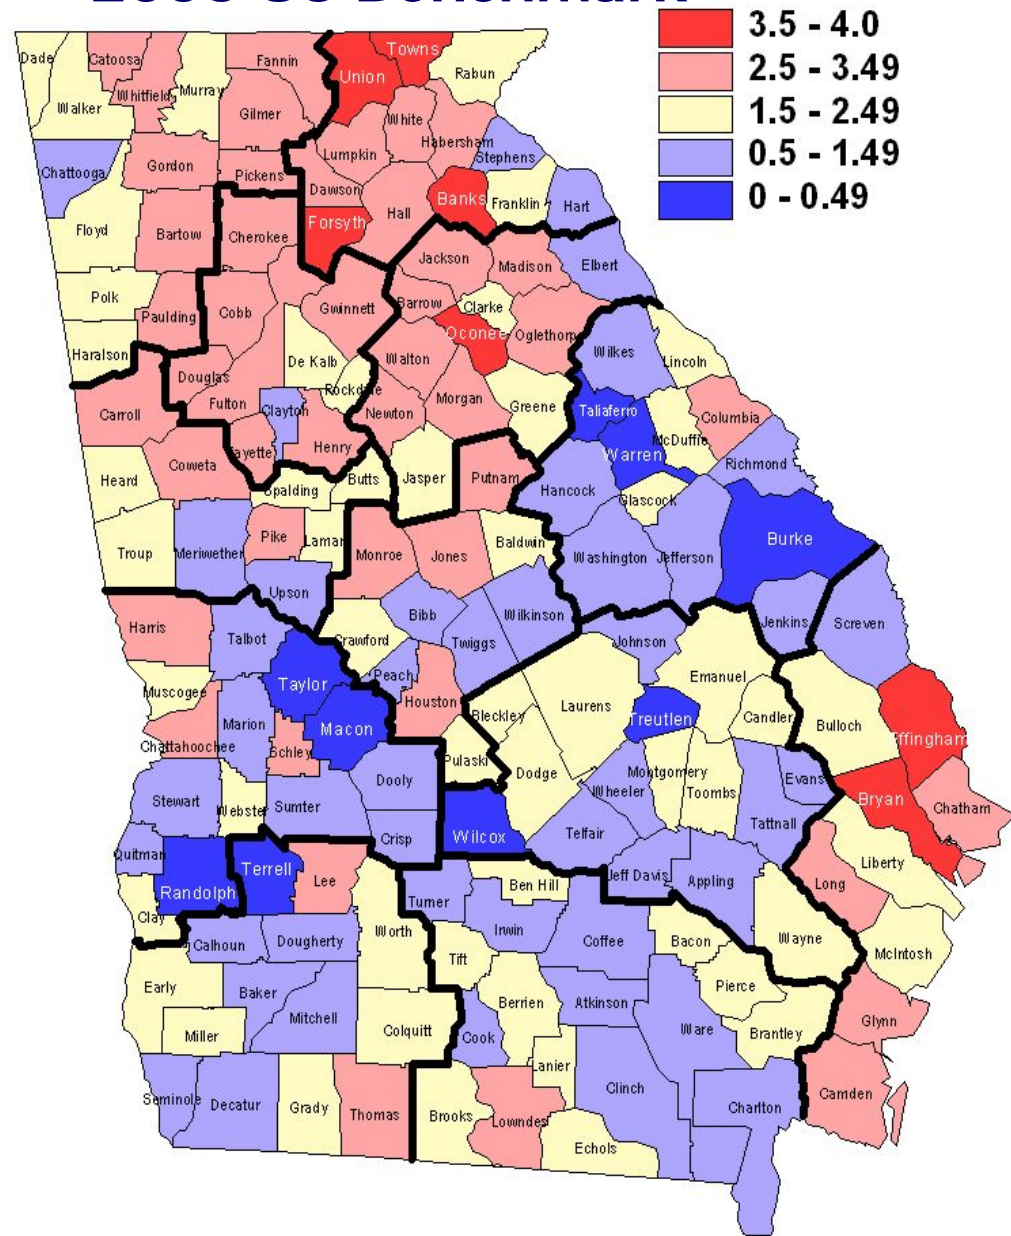 3.5 - 4.0
2.5 - 3.49
1.5 - 2.49
0.5 - 1.49
0 - 0.49
Dade
Catoosa
Fannin
Union
Towns
Rabun
Walker
Whitfield
Murray
Gilmer
White
Habersham
Stephens
Chattooga
Gordon
Pickens
Lumpkin
Dawson
Banks
Franklin
Hart
Floyd
Bartow
Cherokee
Forsyth
Hall
Jackson
Madison
Elbert
Polk
Paulding
Cobb
Gwinnett
Barrow
Clarke
Oconee
Oglethorp
Haralson
De Kalb
Walton
Wilkes
Lincoln
Douglas
Rockdale
Carroll
Fulton
Clayton
Newton
Morgan
Greene
Taliaferro
Columbia
McDuffie
Henry
Fayette
Warren
Richmond
Coweta
Heard
Spalding
Butts
Jasper
Putnam
Hancock
Glascock
Burke
Troup
Meriwether
Pike
Lamar
Monroe
Jones
Baldwin
Washington
Jefferson
Upson
Bibb
Wilkinson
Jenkins
Screven
Harris
Talbot
Crawford
Twiggs
Johnson
Taylor
Peach
Emanuel
Muscogee
Houston
Laurens
Candler
Bulloch
Effingham
Marion
Macon
Bleckley
Treutlen
Chattahoochee
Schley
Pulaski
Dodge
Montgomery
Evans
Stewart
Webster
Sumter
Dooly
Wheeler
Toombs
Bryan
Chatham
Crisp
Wilcox
Telfair
Tattnall
Quitman
Randolph
Terrell
Lee
Ben Hill
Jeff Davis
Appling
Liberty
Long
Clay
Turner
Calhoun
Dougherty
Worth
Irwin
Coffee
Bacon
Wayne
McIntosh
Tift
Early
Baker
Mitchell
Berrien
Atkinson
Pierce
Miller
Colquitt
Cook
Ware
Brantley
Glynn
Lanier
Seminole
Decatur
Grady
Thomas
Brooks
Lowndes
Clinch
Charlton
Camden
Echols